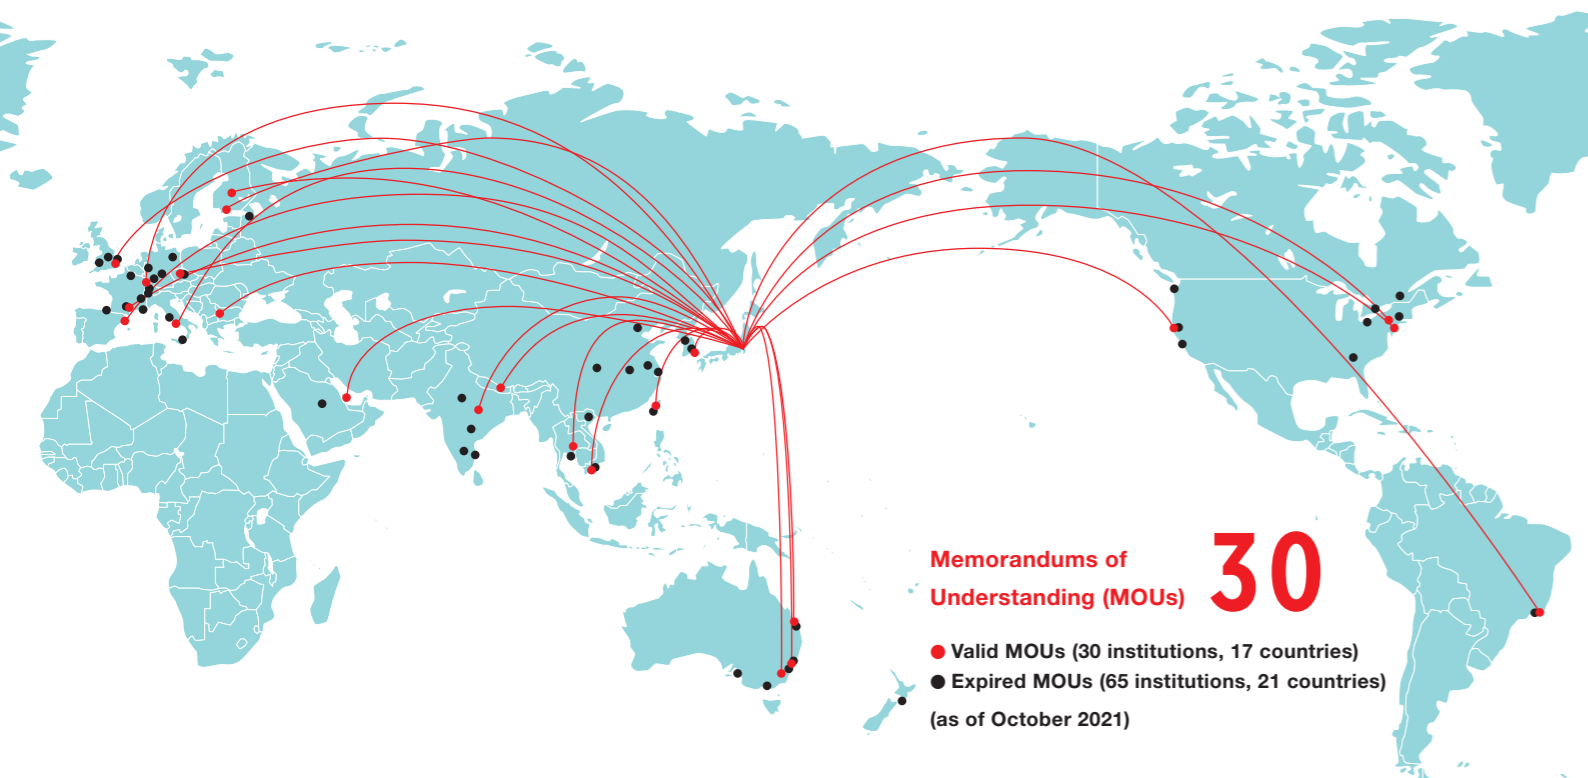 Memorandums of
Understanding (MOUs)
30
Valid MOUs (30 institutions, 17 countries)
Expired MOUs (65 institutions, 21 countries)
(as of October 2021)